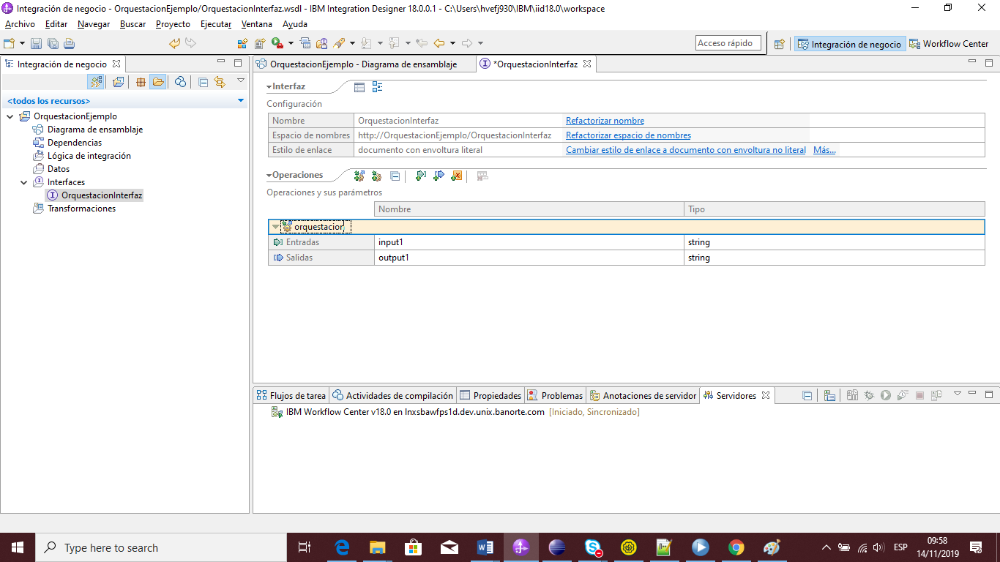 Integración de negocio - OrquestacionEjemplo/OrquestacionInterfaz.wsdl - IBM Integration Designer 18.0.0.1 - C:\Users\hvefj930\IBM\iid18.0\workspace
Archivo Editar Navegar Buscar Proyecto Ejecutar Ventana Ayuda
Acceso rápido Integración de negocio Workflow Center
Integración de negocio
<todos los recursos>
OrquestacionEjemplo
Diagrama de ensamblaje
Dependencias
Lógica de integración
Datos
Interfaces
OrquestacionInterfaz
Transformaciones
OrquestacionEjemplo - Diagrama de ensamblaje *OrquestacionInterfaz
Interfaz
Configuración
Nombre OrquestacionInterfaz Refactorizar nombre
Espacio de nombres http://OrquestacionEjemplo/OrquestacionInterfaz Refactorizar espacio de nombres
Estilo de enlace documento con envoltura literal Cambiar estilo de enlace a documento con envoltura no literal Más...
Operaciones
Operaciones y sus parámetros
Nombre Tipo
orquestacion
Entradas input1 string
Salidas output1 string
Flujos de tarea Actividades de compilación Propiedades Problemas Anotaciones de servidor Servidores
IBM Workflow Center v18.0 en lnxsbawfps1d.dev.unix.banorte.com [Iniciado, Sincronizado]
Type here to search
ESP
09:58
14/11/2019